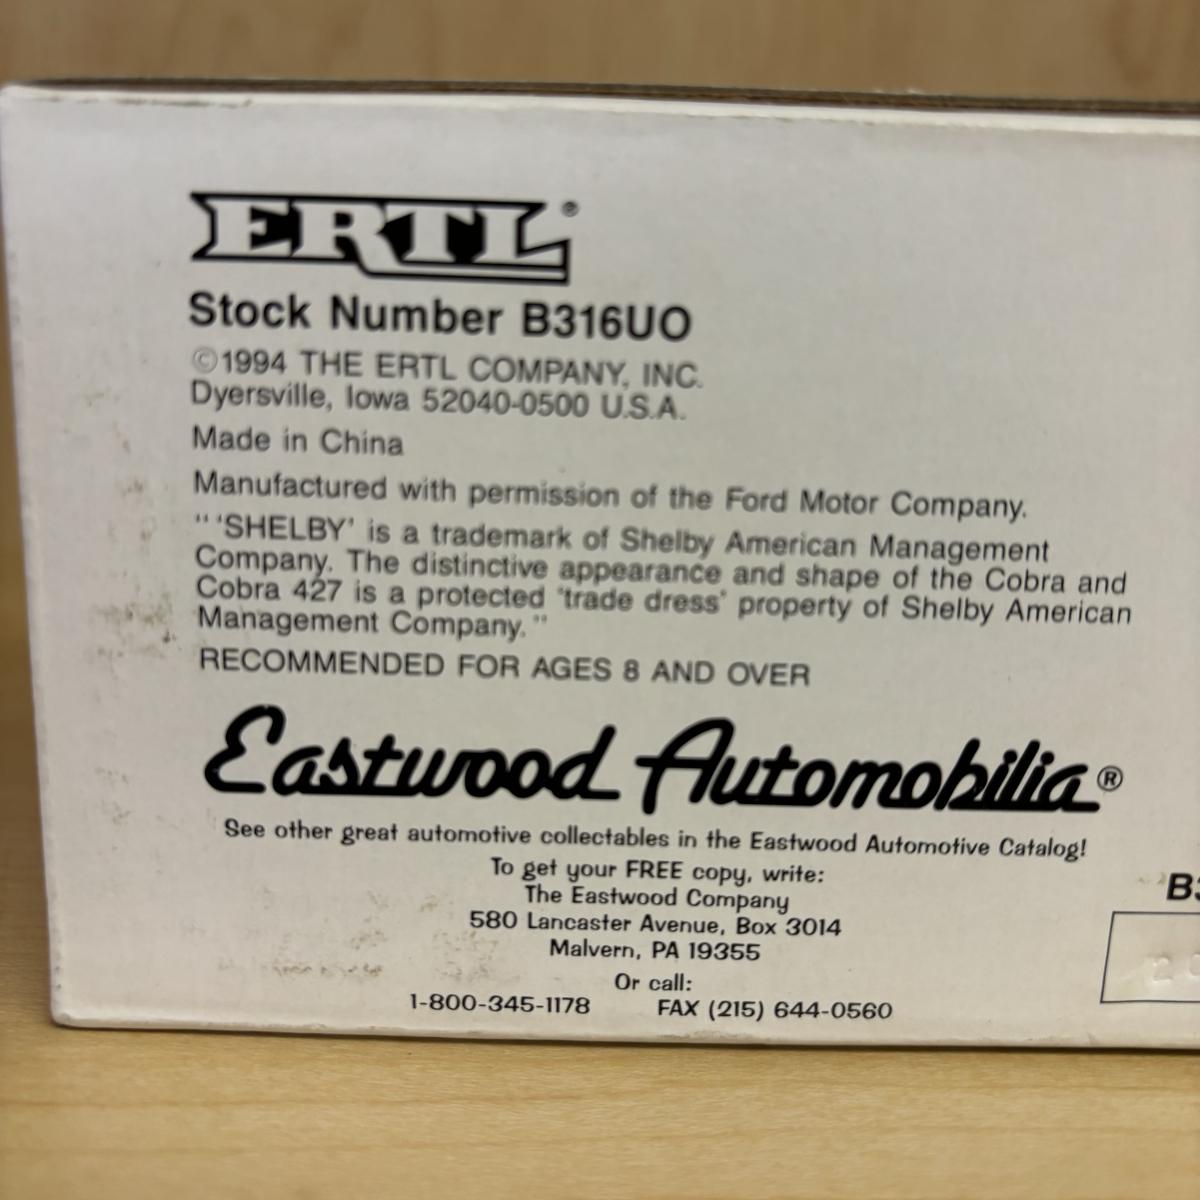 ERTL®
Stock Number B316UO
©1994 THE ERTL COMPANY, INC.
Dyersville, Iowa 52040-0500 U.S.A.
Made in China
Manufactured with permission of the Ford Motor Company.
"'SHELBY' is a trademark of Shelby American Management
Company. The distinctive appearance and shape of the Cobra and
Cobra 427 is a protected 'trade dress' property of Shelby American
Management Company."
RECOMMENDED FOR AGES 8 AND OVER
Eastwood Automobilia®
See other great automotive collectables in the Eastwood Automotive Catalog!
To get your FREE copy, write:
The Eastwood Company
580 Lancaster Avenue, Box 3014
Malvern, PA 19355
Or call:
1-800-345-1178 FAX (215) 644-0560